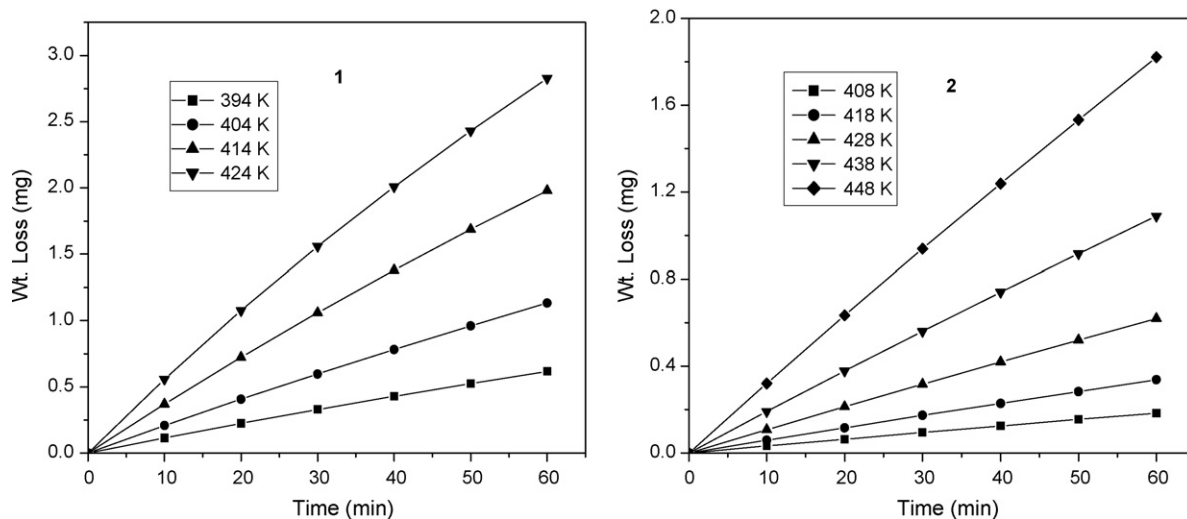 1
394 K
404 K
414 K
424 K
Wt. Loss (mg)
3.0
2.5
2.0
1.5
1.0
0.5
0.0
0 10 20 30 40 50 60
Time (min)
2
408 K
418 K
428 K
438 K
448 K
Wt. Loss (mg)
2.0
1.6
1.2
0.8
0.4
0.0
0 10 20 30 40 50 60
Time (min)